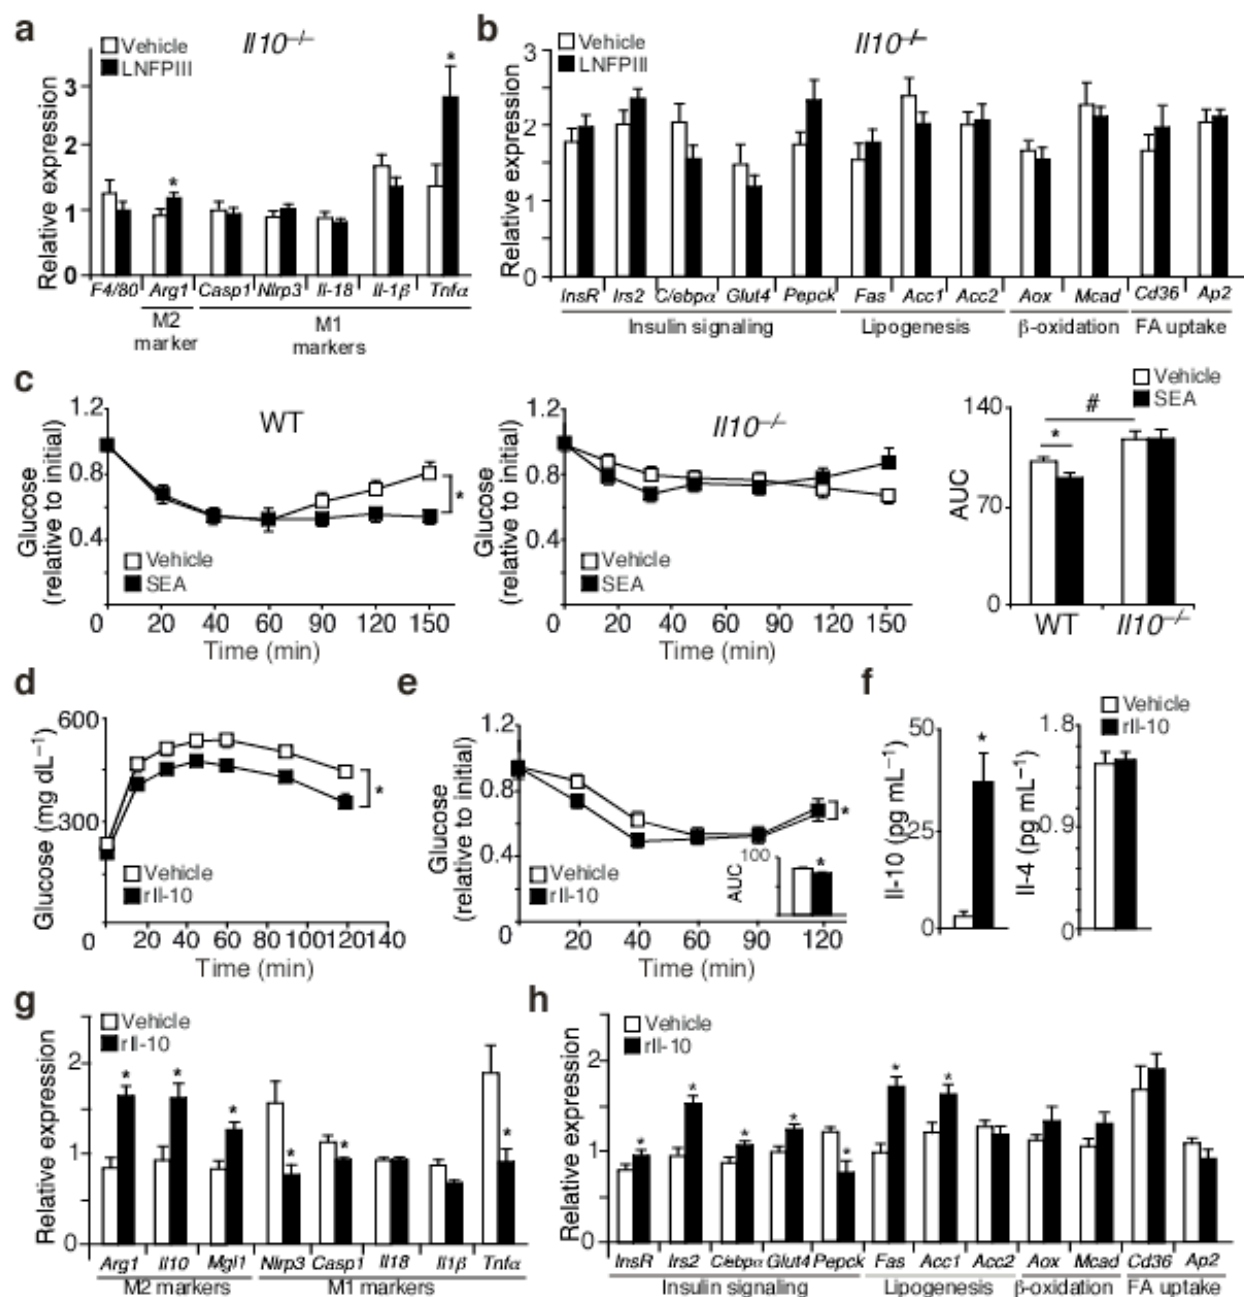 a
Il10–/–
Vehicle
LNFPIII
*
*
Relative expression
3
2
1
0
F4/80 Arg1 Casp1 Nlrp3 Il-18 Il-1β Tnfα
M2 marker
M1 markers
b
Il10–/–
Vehicle
LNFPIII
Relative expression
3
2
1
0
InsR Irs2 C/ebpα Glut4 Pepck Fas Acc1 Acc2 Aox Mcad Cd36 Ap2
Insulin signaling Lipogenesis β-oxidation FA uptake
c
WT
Glucose
(relative to initial)
1.2
0.8
0.4
*
Vehicle
SEA
0 20 40 60 90 120 150
Time (min)
Il10–/–
Glucose
(relative to initial)
1.2
0.8
0.4
Vehicle
SEA
0 20 40 60 80 120 150
Time (min)
Vehicle
SEA
AUC
140
70
0
#
*
WT Il10–/–
d
Glucose (mg dL–1)
600
300
0
*
Vehicle
rIl-10
20 40 60 80 100 120 140
Time (min)
e
Glucose
(relative to initial)
1.2
0.8
0.4
*
Vehicle
rIl-10
AUC
100
*
0 20 40 60 90 120
Time (min)
f
Vehicle
rIl-10
Il-10 (pg mL–1)
50
25
0
*
Il-4 (pg mL–1)
1.8
0.9
0
g
Vehicle
rIl-10
Relative expression
2
1
0
* * * * * *
Arg1 Il10 Mgl1 Nlrp3 Casp1 Il18 Il1β Tnfα
M2 markers M1 markers
h
Vehicle
rIl-10
Relative expression
2
1
0
* * * * * * *
InsR Irs2 C/ebpα Glut4 Pepck Fas Acc1 Acc2 Aox Mcad Cd36 Ap2
Insulin signaling Lipogenesis β-oxidation FA uptake